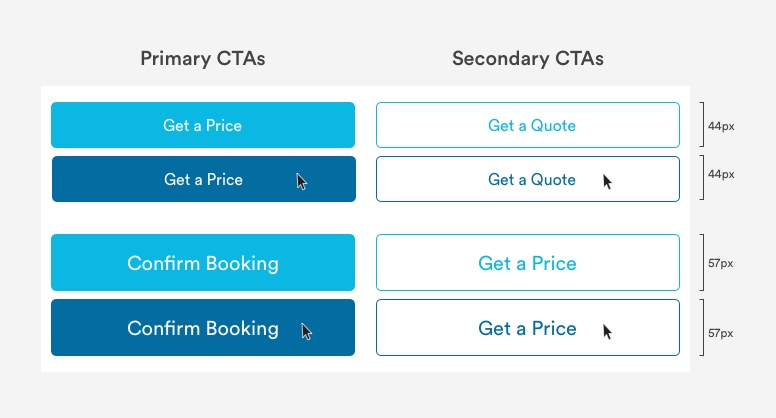 Primary CTAs
Secondary CTAs
Get a Price
Get a Quote
44px
Get a Price
Get a Quote
44px
Confirm Booking
Get a Price
57px
Confirm Booking
Get a Price
57px